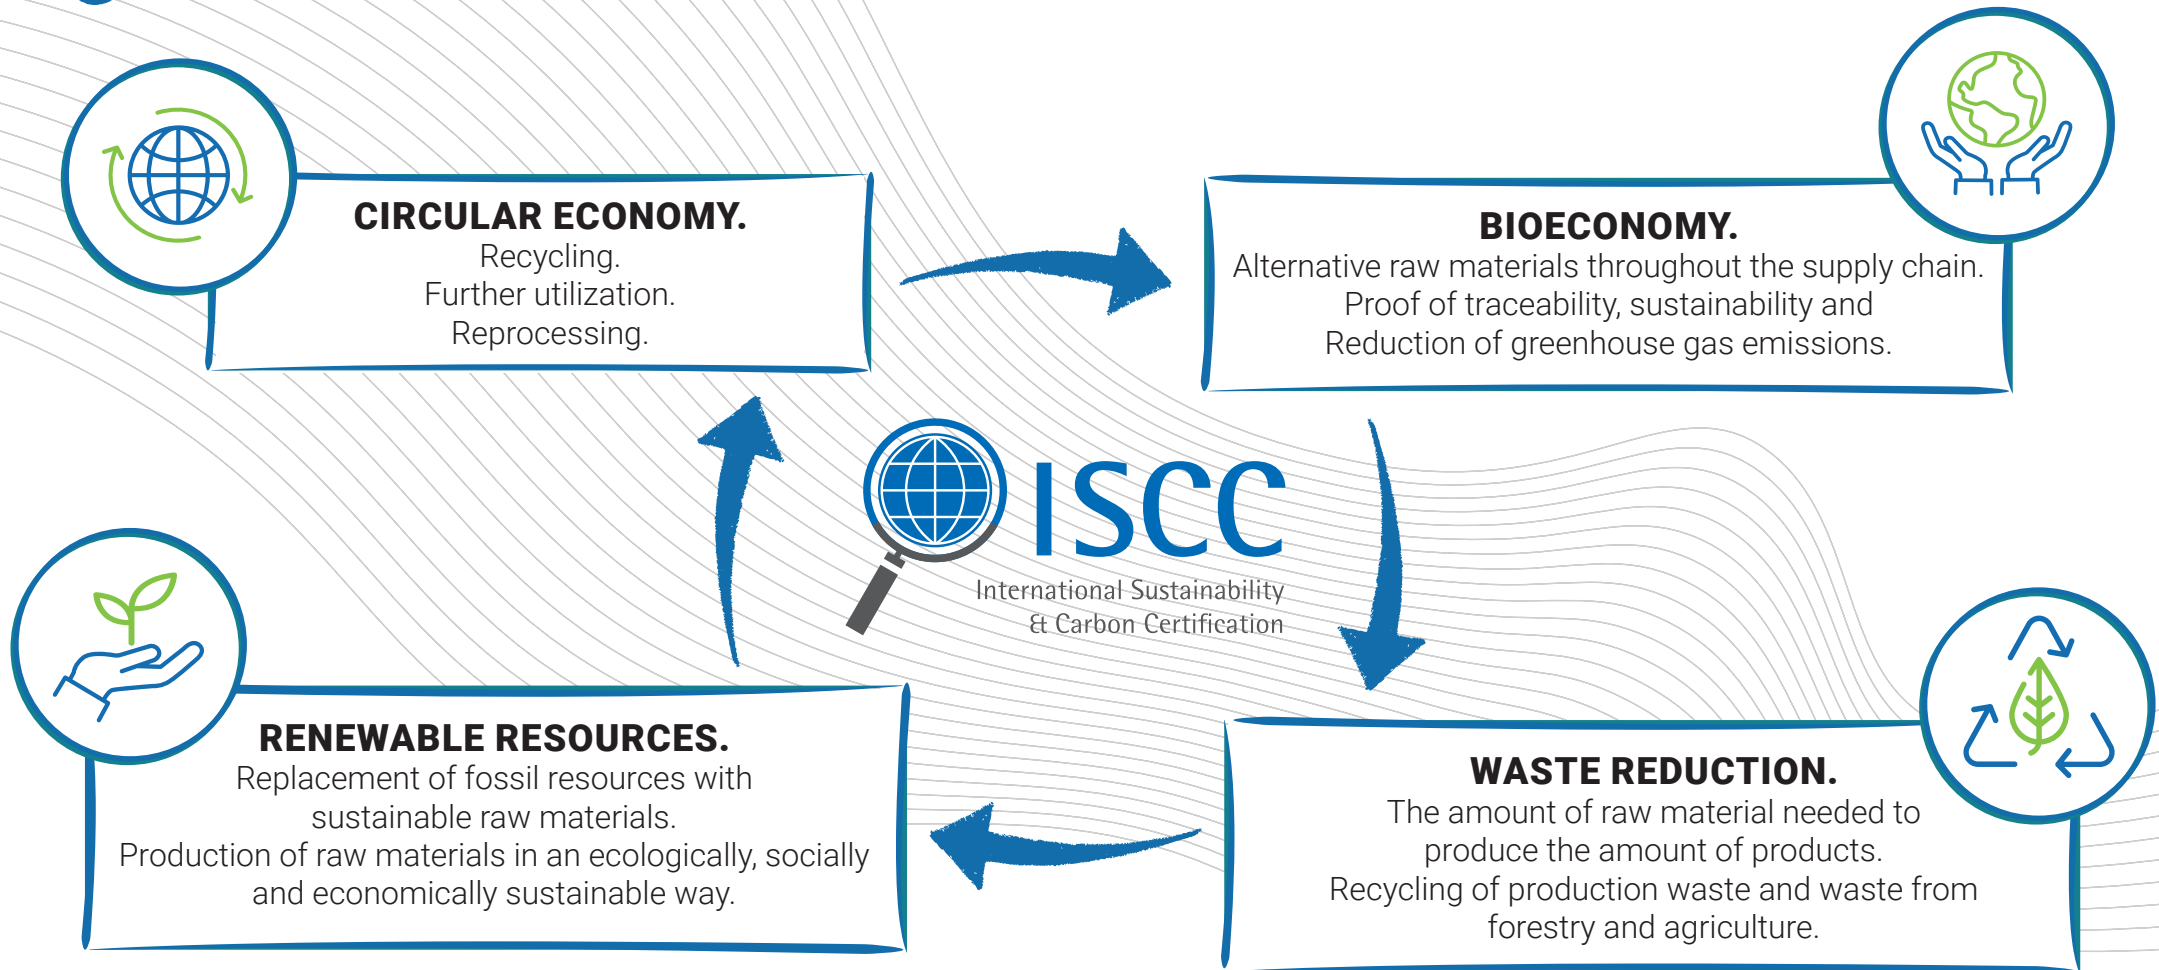 CIRCULAR ECONOMY.
Recycling.
Further utilization.
Reprocessing.
BIOECONOMY.
Alternative raw materials throughout the supply chain.
Proof of traceability, sustainability and
Reduction of greenhouse gas emissions.
ISCC
International Sustainability
& Carbon Certification
RENEWABLE RESOURCES.
Replacement of fossil resources with
sustainable raw materials.
Production of raw materials in an ecologically, socially
and economically sustainable way.
WASTE REDUCTION.
The amount of raw material needed to
produce the amount of products.
Recycling of production waste and waste from
forestry and agriculture.